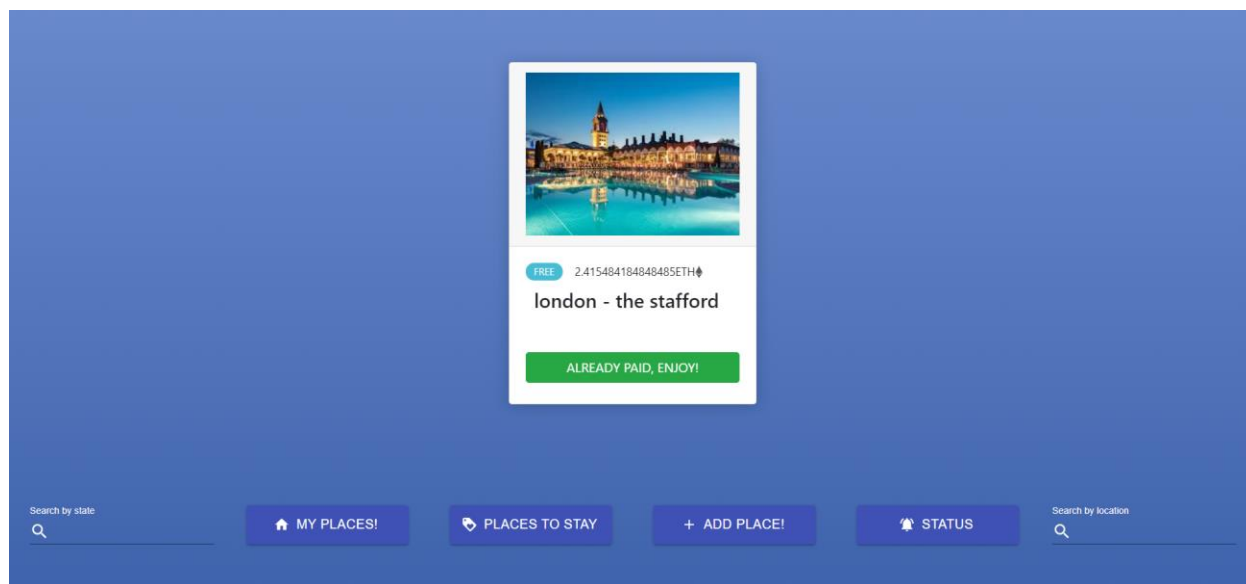 FREE 2.415484184848485ETH
london - the stafford
ALREADY PAID, ENJOY!
Search by state
MY PLACES!
PLACES TO STAY
+ ADD PLACE!
STATUS
Search by location